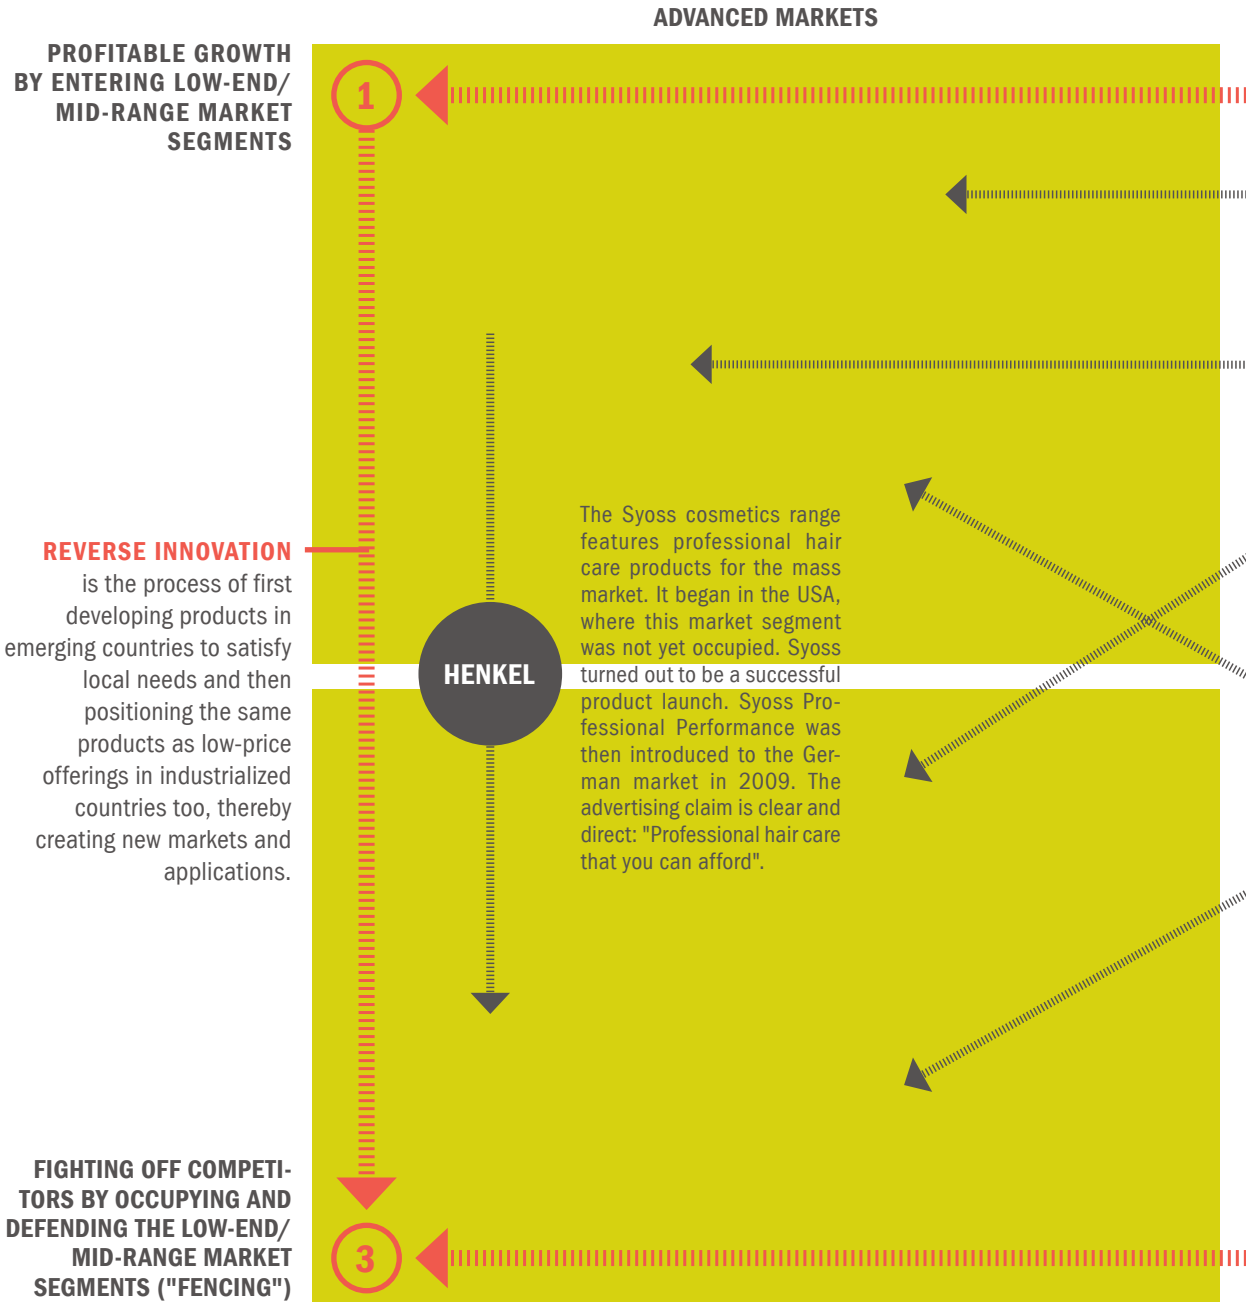 ADVANCED MARKETS
PROFITABLE GROWTH
BY ENTERING LOW-END/
MID-RANGE MARKET
SEGMENTS
1
REVERSE INNOVATION
is the process of first
developing products in
emerging countries to satisfy
local needs and then
positioning the same
products as low-price
offerings in industrialized
countries too, thereby
creating new markets and
applications.
HENKEL
The Syoss cosmetics range
features professional hair
care products for the mass
market. It began in the USA,
where this market segment
was not yet occupied. Syoss
turned out to be a successful
product launch. Syoss Pro-
fessional Performance was
then introduced to the Ger-
man market in 2009. The
advertising claim is clear and
direct: "Professional hair care
that you can afford".
FIGHTING OFF COMPETI-
TORS BY OCCUPYING AND
DEFENDING THE LOW-END/
MID-RANGE MARKET
SEGMENTS ("FENCING")
3